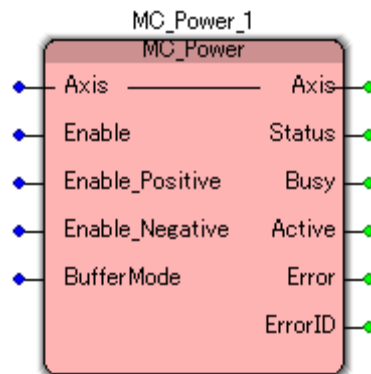 MC_Power_1
MC_Power
Axis Axis
Enable Status
Enable_Positive Busy
Enable_Negative Active
BufferMode Error
ErrorID